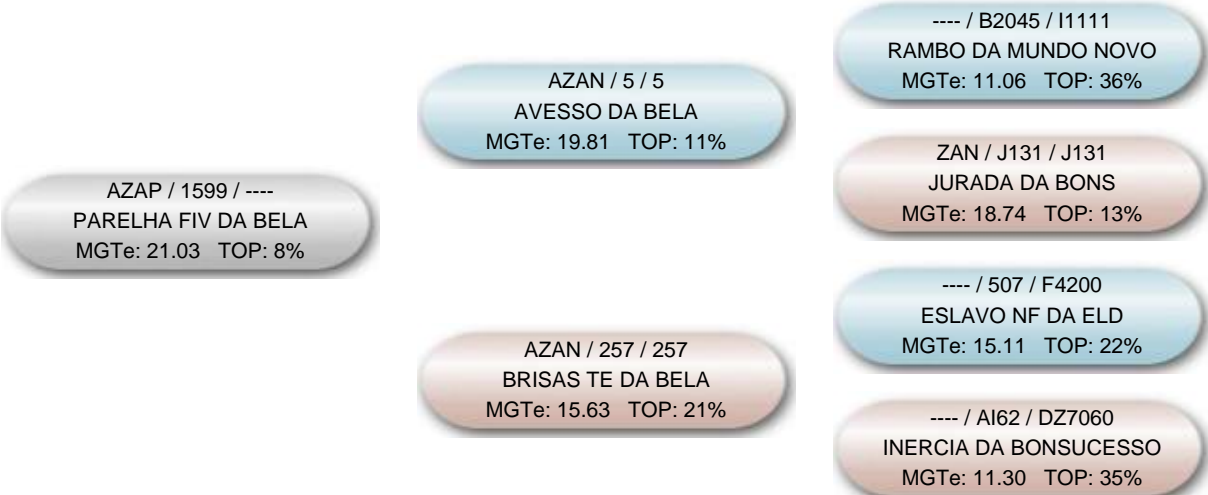 ---- / B2045 / I1111
RAMBO DA MUNDO NOVO
MGTe: 11.06 TOP: 36%
AZAN / 5 / 5
AVESSO DA BELA
MGTe: 19.81 TOP: 11%
ZAN / J131 / J131
JURADA DA BONS
MGTe: 18.74 TOP: 13%
AZAP / 1599 / ----
PARELHA FIV DA BELA
MGTe: 21.03 TOP: 8%
---- / 507 / F4200
ESLAVO NF DA ELD
MGTe: 15.11 TOP: 22%
AZAN / 257 / 257
BRISAS TE DA BELA
MGTe: 15.63 TOP: 21%
---- / AI62 / DZ7060
INERCIA DA BONSUCESSO
MGTe: 11.30 TOP: 35%